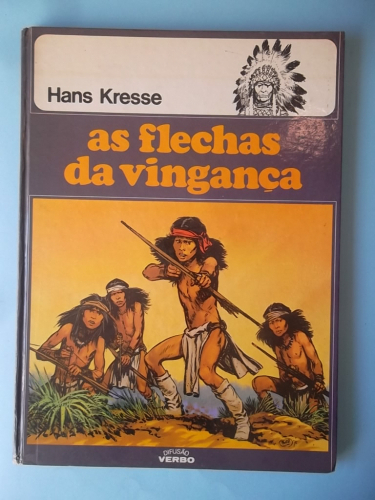 Hans Kresse
as flechas
da vingança
DIFUSÃO
VERBO